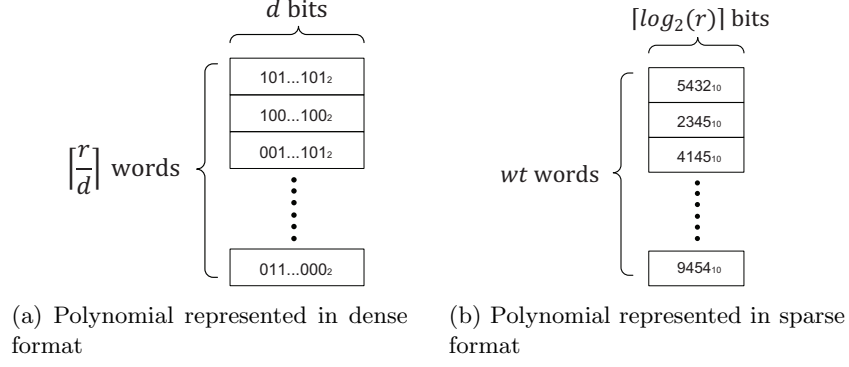 d bits
101...101₂
100...100₂
001...101₂
⌈r/d⌉ words
011...000₂
(a) Polynomial represented in dense
format
⌈log₂(r)⌉ bits
5432₁₀
2345₁₀
4145₁₀
wt words
9454₁₀
(b) Polynomial represented in sparse
format